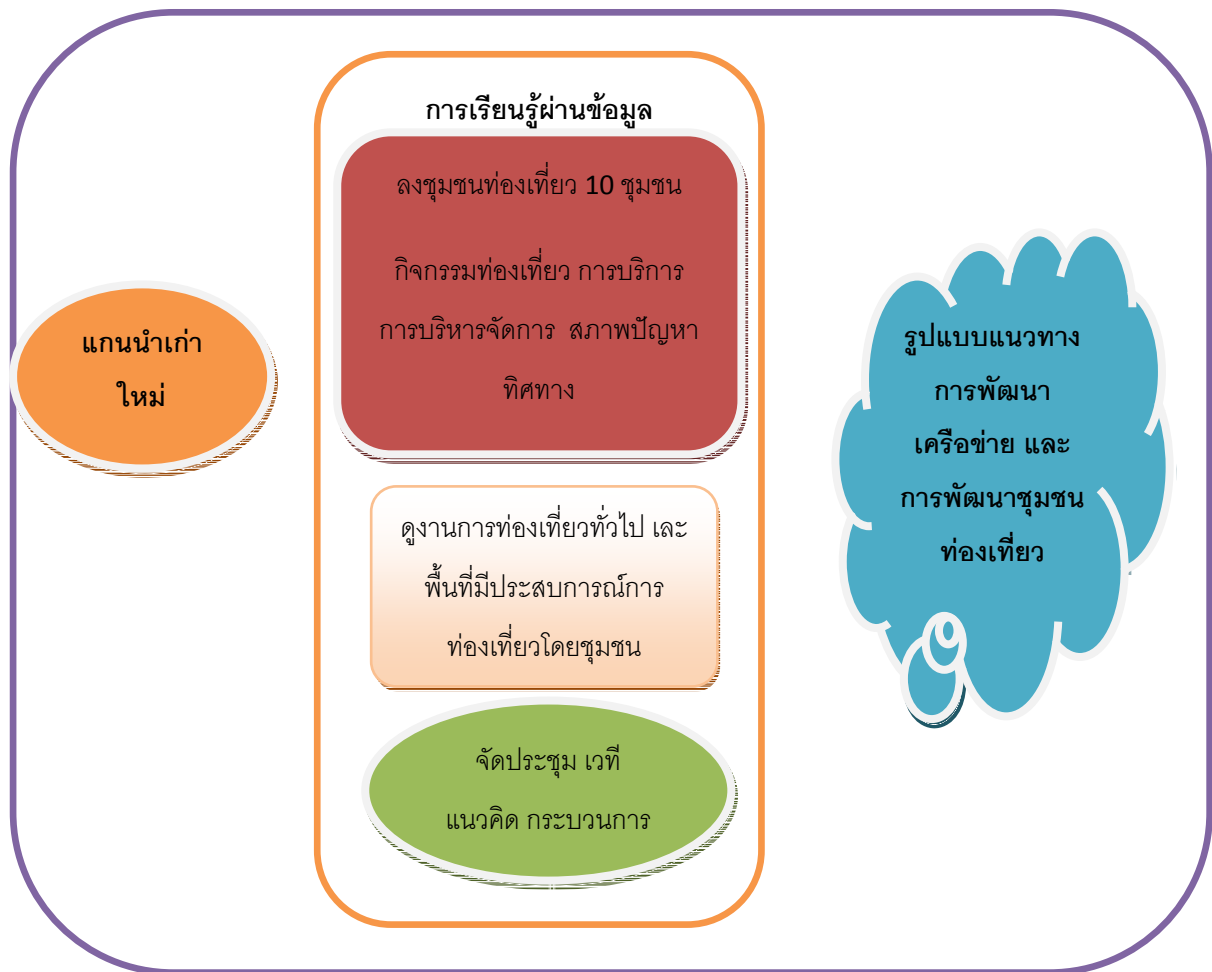 แกนนำเก่า
ใหม่
การเรียนรู้ผ่านข้อมูล
ลงชุมชนท่องเที่ยว 10 ชุมชน
กิจกรรมท่องเที่ยว การบริการ
การบริหารจัดการ สภาพปัญหา
ทิศทาง
ดูงานการท่องเที่ยวทั่วไป และ
พื้นที่มีประสบการณ์การ
ท่องเที่ยวโดยชุมชน
จัดประชุม เวที
แนวคิด กระบวนการ
รูปแบบแนวทาง
การพัฒนา
เครือข่าย และ
การพัฒนาชุมชน
ท่องเที่ยว